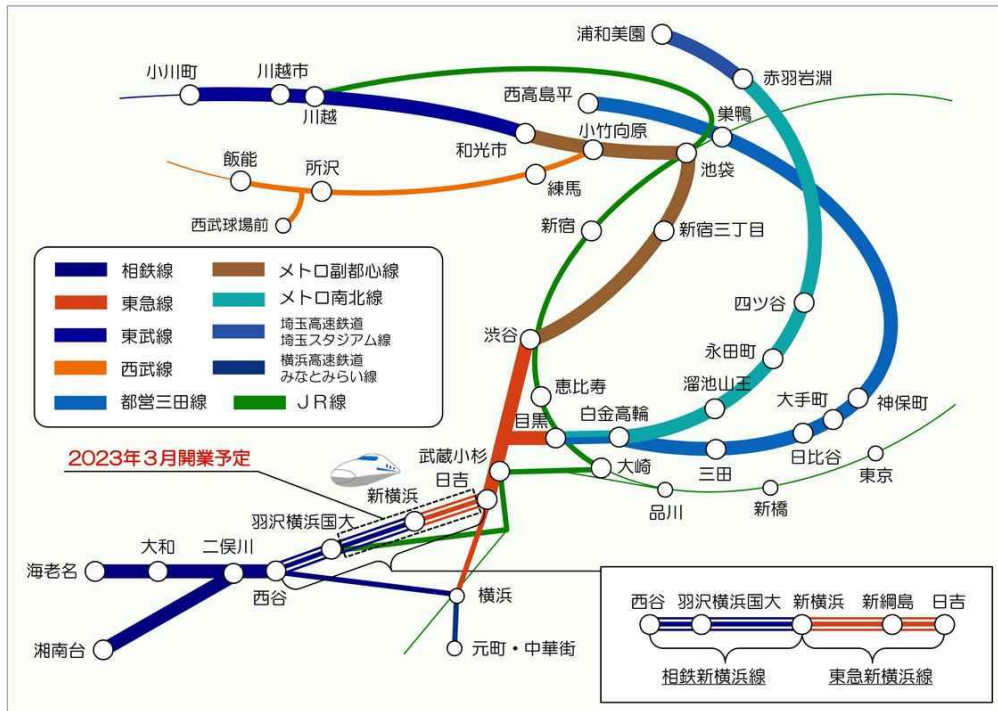 浦和美園
赤羽岩淵
小川町
川越市
川越
西高島平
巣鴨
小竹向原
和光市
池袋
飯能
所沢
練馬
西武球場前
新宿
新宿三丁目
相鉄線
メトロ副都心線
東急線
メトロ南北線
東武線
埼玉高速鉄道
埼玉スタジアム線
西武線
横浜高速鉄道
みなとみらい線
都営三田線
JR線
四ツ谷
渋谷
永田町
恵比寿
溜池山王
目黒
白金高輪
大手町
神保町
2023年3月開業予定
武蔵小杉
日吉
大崎
三田
日比谷
東京
新横浜
品川
新橋
羽沢横浜国大
大和
二俣川
海老名
西谷
横浜
湘南台
元町・中華街
西谷
羽沢横浜国大
新横浜
新綱島
日吉
相鉄新横浜線
東急新横浜線